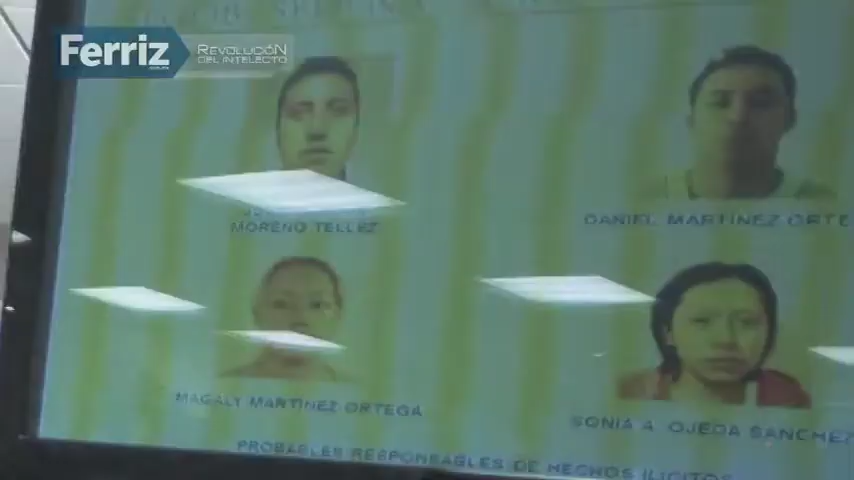 Ferriz
REVOLUCIÓN
DEL INTELECTO
MORENO TELLEZ
DANIEL MARTÍNEZ ORTE
MAGALY MARTINEZ ORTEGA
SONIA A. OJEDA SANCHEZ
PROBABLES RESPONSABLES DE HECHOS ILICITOS